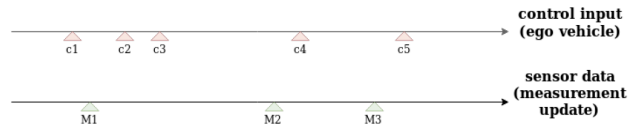 control input
(ego vehicle)
c1 c2 c3 c4 c5
sensor data
(measurement
update)
M1 M2 M3